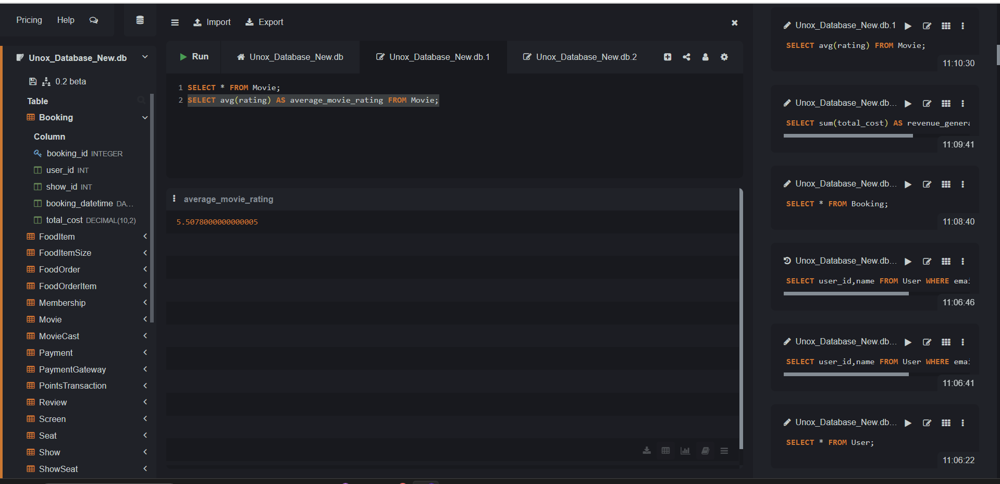 Pricing Help
Import Export
Unox_Database_New.db
0.2 beta
Table
Booking
Column
booking_id INTEGER
user_id INT
show_id INT
booking_datetime DA...
total_cost DECIMAL(10,2)
FoodItem
FoodItemSize
FoodOrder
FoodOrderItem
Membership
Movie
MovieCast
Payment
PaymentGateway
PointsTransaction
Review
Screen
Seat
Show
ShowSeat
Run Unox_Database_New.db Unox_Database_New.db.1 Unox_Database_New.db.2
1 SELECT * FROM Movie;
2 SELECT avg(rating) AS average_movie_rating FROM Movie;
average_movie_rating
5.5078000000000005
Unox_Database_New.db.1
SELECT avg(rating) FROM Movie;
11:10:30
Unox_Database_New.db...
SELECT sum(total_cost) AS revenue_genera
11:09:41
Unox_Database_New.db...
SELECT * FROM Booking;
11:08:40
Unox_Database_New.db...
SELECT user_id,name FROM User WHERE emai
11:06:46
Unox_Database_New.db...
SELECT user_id,name FROM User WHERE emai
11:06:41
Unox_Database_New.db...
SELECT * FROM User;
11:06:22